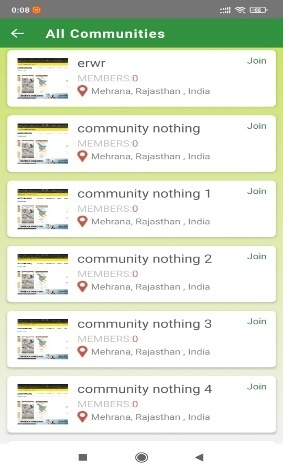 0:08
All Communities
erwr
Join
MEMBERS:0
Mehrana, Rajasthan , India
community nothing
Join
MEMBERS:0
Mehrana, Rajasthan , India
community nothing 1
Join
MEMBERS:0
Mehrana, Rajasthan , India
community nothing 2
Join
MEMBERS:0
Mehrana, Rajasthan , India
community nothing 3
Join
MEMBERS:0
Mehrana, Rajasthan , India
community nothing 4
Join
MEMBERS:0
Mehrana, Rajasthan , India